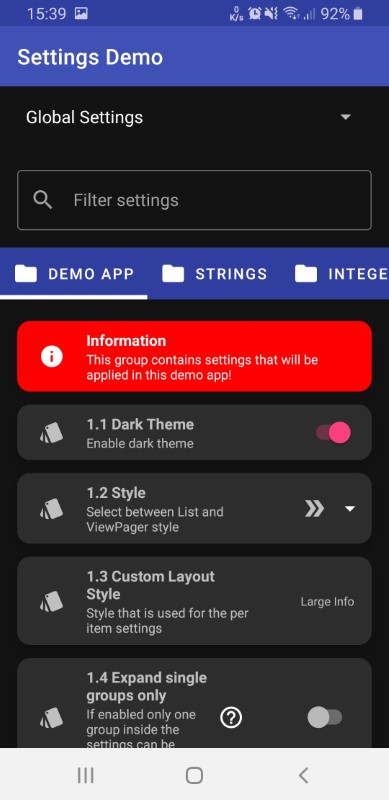 15:39
0 K/s 92%
Settings Demo
Global Settings
Filter settings
DEMO APP STRINGS INTEGE
Information
This group contains settings that will be
applied in this demo app!
1.1 Dark Theme
Enable dark theme
1.2 Style
Select between List and
ViewPager style
1.3 Custom Layout
Style
Style that is used for the per
item settings
Large Info
1.4 Expand single
groups only
If enabled only one
group inside the
settings can be